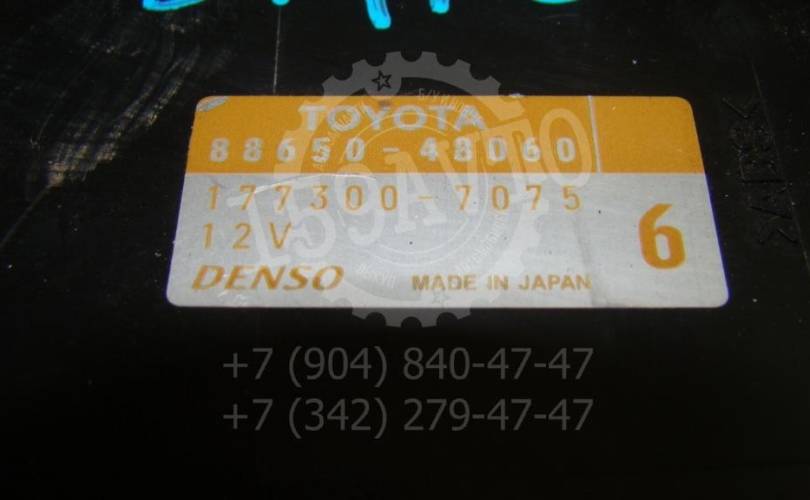 TOYOTA
88650-48060
177300-7075
12V
6
DENSO
MADE IN JAPAN
159AVTO
+7 (904) 840-47-47
+7 (342) 279-47-47